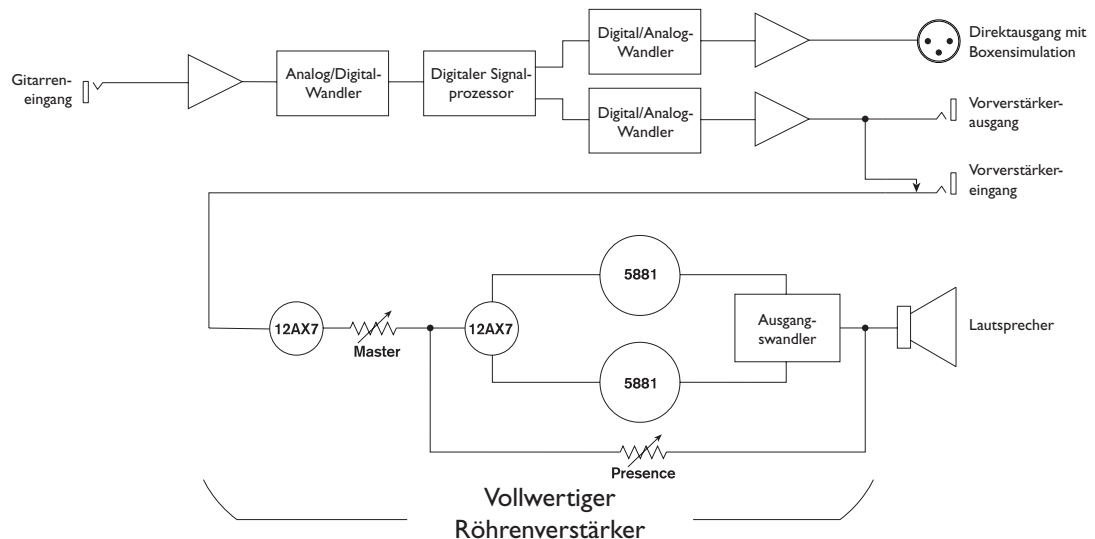 Gitarren-
eingang
Analog/Digital-
Wandler
Digitaler Signal-
prozessor
Digital/Analog-
Wandler
Direktausgang mit
Boxensimulation
Digital/Analog-
Wandler
Vorverstärker-
ausgang
Vorverstärker-
eingang
12AX7
Master
12AX7
5881
5881
Ausgang-
swandler
Lautsprecher
Presence
Vollwertiger
Röhrenverstärker